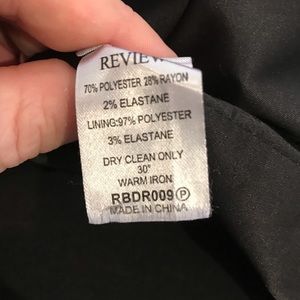 REVIEW
70% POLYESTER 28% RAYON
2% ELASTANE
LINING:97% POLYESTER
3% ELASTANE
DRY CLEAN ONLY
30°
WARM IRON
RBDR009 P
MADE IN CHINA